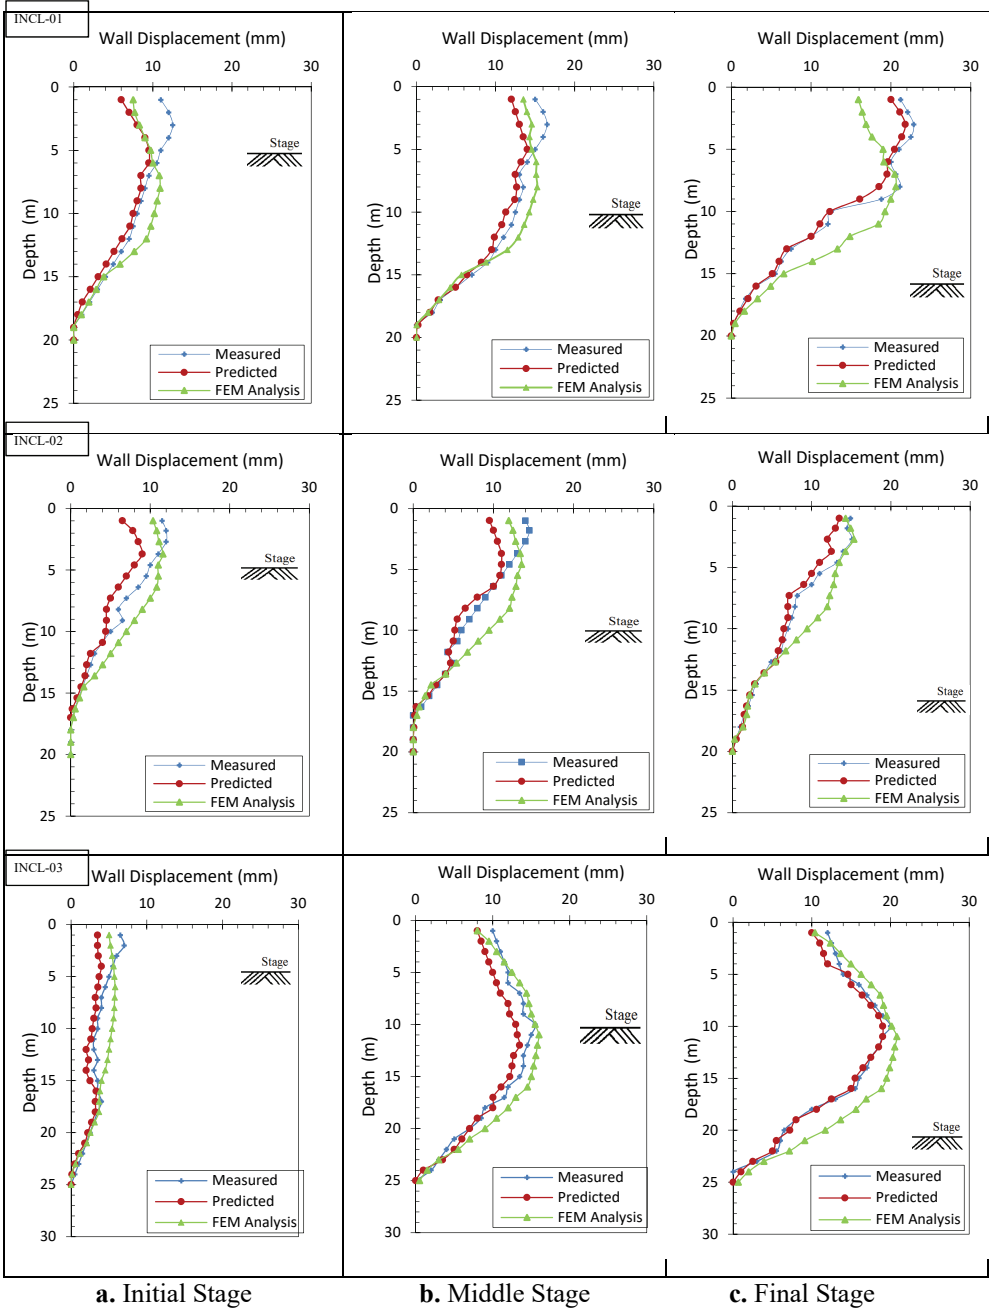 INCL-01
Wall Displacement (mm)
0 10 20 30
0
5
10
15
20
25
Depth (m)
Stage
Measured
Predicted
FEM Analysis
Wall Displacement (mm)
0 10 20 30
0
5
10
15
20
25
Depth (m)
Stage
Measured
Predicted
FEM Analysis
Wall Displacement (mm)
0 10 20 30
0
5
10
15
20
25
Depth (m)
Stage
Measured
Predicted
FEM Analysis
INCL-02
Wall Displacement (mm)
0 10 20 30
0
5
10
15
20
25
Depth (m)
Stage
Measured
Predicted
FEM Analysis
Wall Displacement (mm)
0 10 20 30
0
5
10
15
20
25
Depth (m)
Stage
Measured
Predicted
FEM Analysis
Wall Displacement (mm)
0 10 20 30
0
5
10
15
20
25
Depth (m)
Stage
Measured
Predicted
FEM Analysis
INCL-03
Wall Displacement (mm)
0 10 20 30
0
5
10
15
20
25
30
Depth (m)
Stage
Measured
Predicted
FEM Analysis
Wall Displacement (mm)
0 10 20 30
0
5
10
15
20
25
30
Depth (m)
Stage
Measured
Predicted
FEM Analysis
Wall Displacement (mm)
0 10 20 30
0
5
10
15
20
25
30
Depth (m)
Stage
Measured
Predicted
FEM Analysis
a. Initial Stage
b. Middle Stage
c. Final Stage